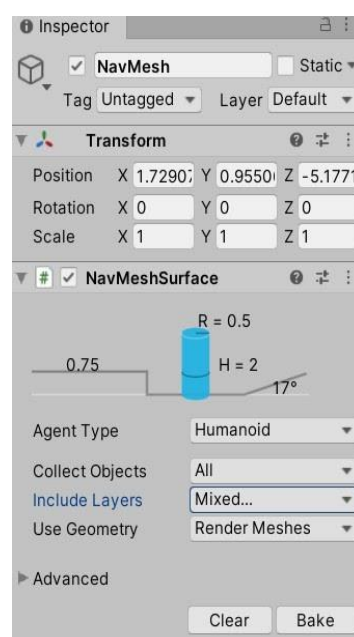 Inspector
NavMesh Static
Tag Untagged Layer Default
Transform
Position X 1.72907 Y 0.9550 Z -5.1771
Rotation X 0 Y 0 Z 0
Scale X 1 Y 1 Z 1
# NavMeshSurface
R = 0.5
0.75 H = 2
17°
Agent Type Humanoid
Collect Objects All
Include Layers Mixed...
Use Geometry Render Meshes
Advanced
Clear Bake